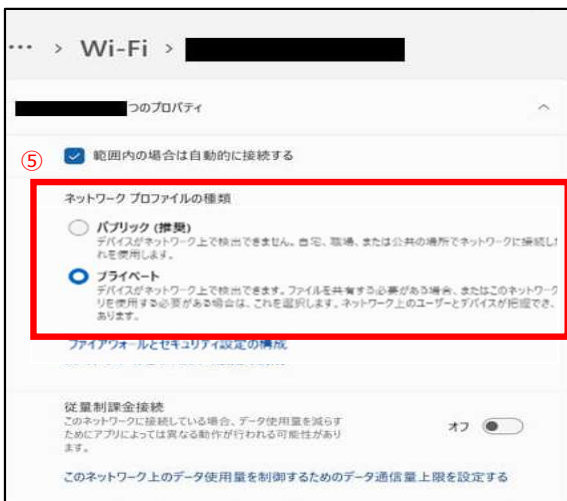 … > Wi-Fi >
つのプロパティ
⑤
範囲内の場合は自動的に接続する
ネットワーク プロファイルの種類
パブリック (推奨)
デバイスがネットワーク上で検出できません。自宅、職場、または公共の場所でネットワークに接続し
れを使用します。
プライベート
デバイスがネットワーク上で検出できます。ファイルを共有する必要がある場合、またはこのネットワーク
リを使用する必要がある場合は、これを選択します。ネットワーク上のユーザーとデバイスが把握でき、
あります。
ファイアウォールとセキュリティ設定の構成
従量制課金接続
このネットワークに接続している場合、データ使用量を減らす
ためにアプリによっては異なる動作が行われる可能性があり
ます。
オフ
このネットワーク上のデータ使用量を制御するためのデータ通信量上限を設定する